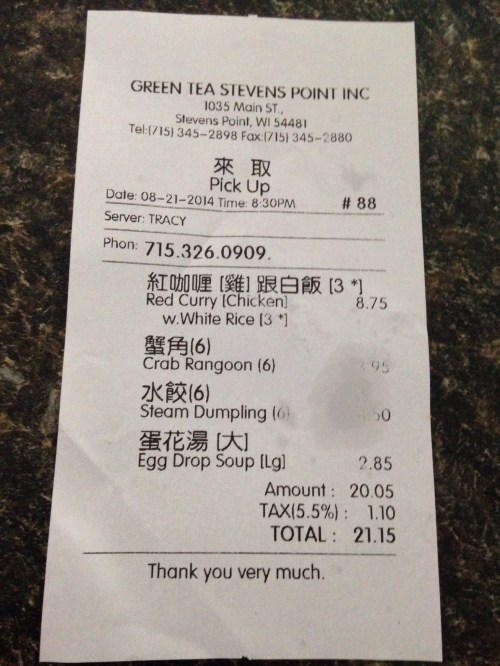 GREEN TEA STEVENS POINT INC
1035 Main ST.,
Stevens Point, WI 54481
Tel:(715) 345-2898 Fax:(715) 345-2880
來 取
Pick Up
Date: 08-21-2014 Time: 8:30PM # 88
Server: TRACY
Phon: 715.326.0909.
紅咖喱 [雞] 跟白飯 [3 *]
Red Curry [Chicken] 8.75
w.White Rice [3 *]
蟹角(6)
Crab Rangoon (6)
水餃(6)
Steam Dumpling (6)
蛋花湯 [大]
Egg Drop Soup [Lg] 2.85
Amount : 20.05
TAX(5.5%) : 1.10
TOTAL : 21.15
Thank you very much.